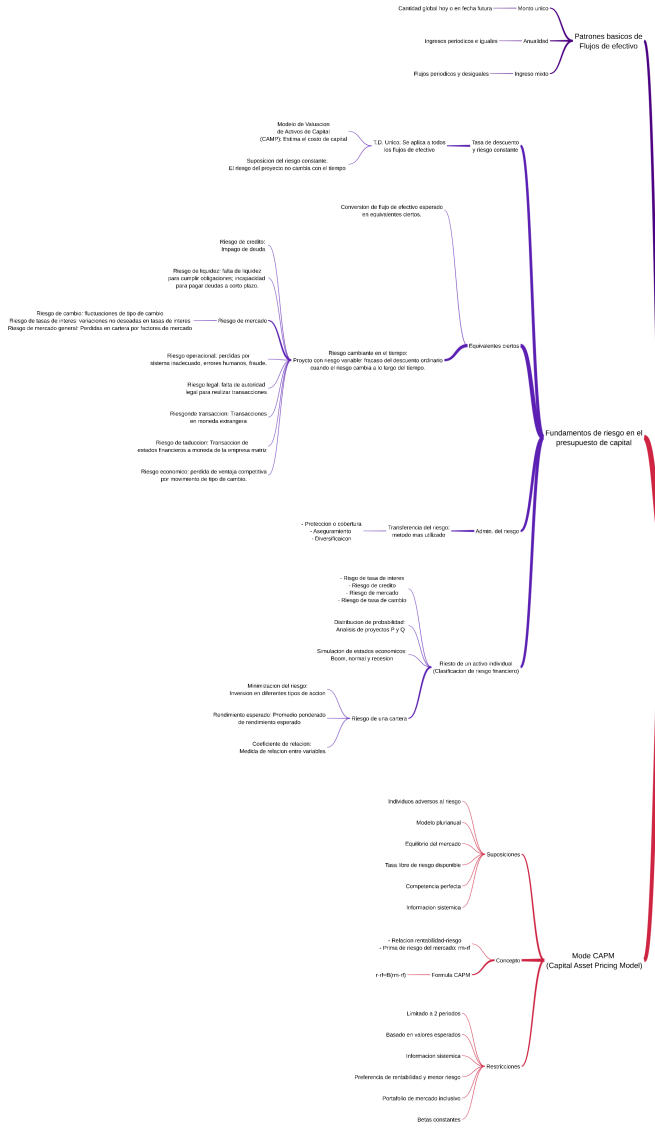 Cantidad global hoy o en fecha futura
Monto unico
Ingresos periodicos e iguales
Anualidad
Flujos periodicos y desiguales
Ingreso mixto
Patrones basicos de
Flujos de efectivo
Modelo de Valuacion
de Activos de Capital
(CAMP): Estima el costo de capital
Suposicion del riesgo constante.
El riesgo del proyecto no cambia con el tiempo
T.D. Unico: Se aplica a todos
los flujos de efectivo
Tasa de descuento
y riesgo constante
Conversion de flujo de efectivo esperado
en equivalentes ciertos.
Riesgo de credito:
Impago de deuda
Riesgo de liquidez: falta de liquidez
para cumplir obligaciones; incapacidad
para pagar deudas a corto plazo.
Riesgo de cambio: fluctuaciones de tipo de cambio
Riesgo de tasas de interes: variaciones no deseadas en tasas de interes
Riesgo de mercado general: Perdidas en cartera por factores de mercado
Riesgo de mercado
Riesgo operacional: perdidas por
sistema inadecuado, errores humanos, fraude.
Riesgo legal: falta de autoridad
legal para realizar transacciones
Riesgonde transaccion: Transacciones
en moneda extrangera
Riesgo de taduccion: Transaccion de
estados financieros a moneda de la empresa matriz
Riesgo economico: perdida de ventaja competitiva
por movimiento de tipo de cambio.
Riesgo cambiante en el tiempo:
Proycto con riesgo variable: fracaso del descuento ordinario
cuando el riesgo cambia a lo largo del tiempo.
Equivalentes ciertos
Fundamentos de riesgo en el
presupuesto de capital
- Proteccion o cobertura
- Aseguramiento
- Diversificaicon
Transferencia del riesgo:
metodo mas utilizado
Admin. del riesgo
- Risgo de tasa de interes
- Riesgo de credito
- Riesgo de mercado
- Riesgo de tasa de cambio
Distribucion de probabilidad:
Analisis de proyectos P y Q
Simulacion de estados economicos:
Boom, normal y recesion
Riesto de un activo individual
(Clasificacion de riesgo financiero)
Minimizacion del riesgo:
Inversion en diferentes tipos de accion
Rendimiento esperado: Promedio ponderado
de rendimiento esperado
Riesgo de una cartera
Coeficiente de relacion:
Medida de relacion entre variables
Individuos adversos al riesgo
Modelo plurianual
Equilibrio del mercado
Tasa libre de riesgo disponible
Competencia perfecta
Informacion sistemica
Suposiciones
- Relacion rentabilidad-riesgo
- Prima de riesgo del mercado: rm-rf
Concepto
r-rf=B(rm-rf)
Formula CAPM
Mode CAPM
(Capital Asset Pricing Model)
Limitado a 2 periodos
Basado en valores esperados
Informacion sistemica
Preferencia de rentabilidad y menor riesgo
Portafolio de mercado inclusivo
Betas constantes
Restricciones